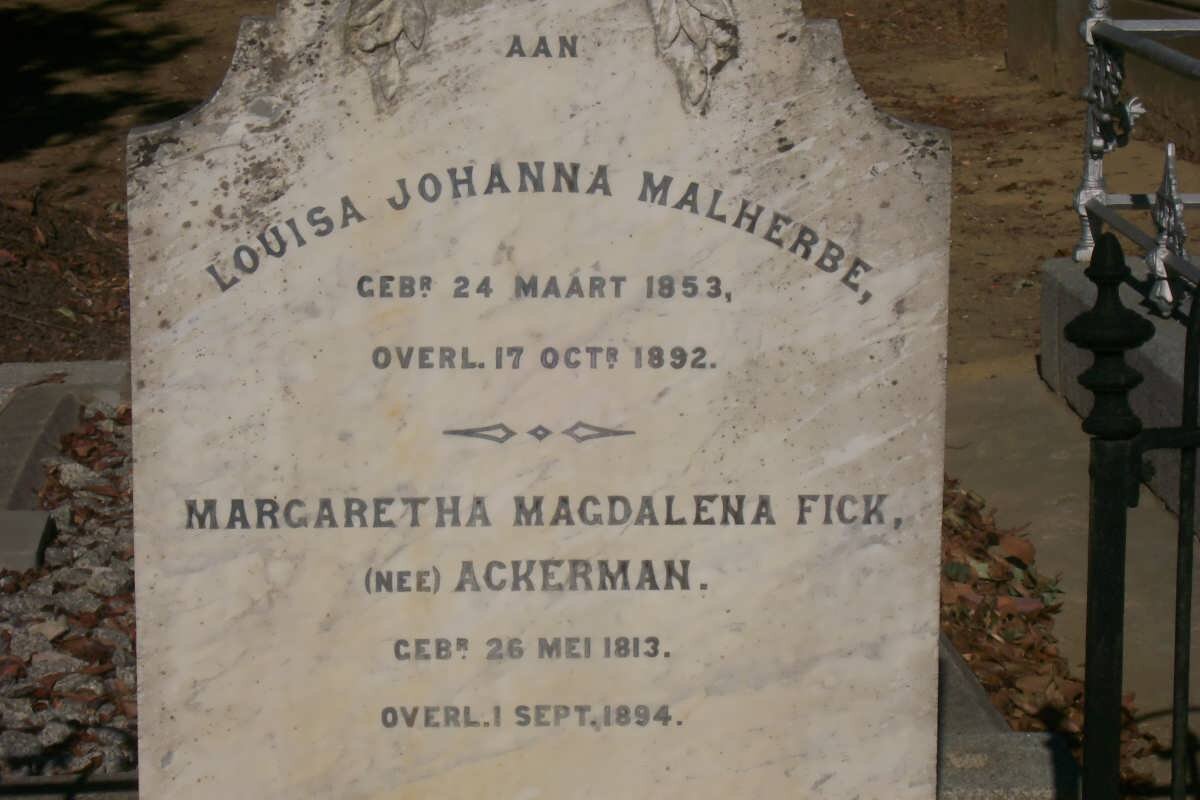 AAN
LOUISA JOHANNA MALHERBE,
GEBR. 24 MAART 1853,
OVERL. 17 OCTR. 1892.
MARGARETHA MAGDALENA FICK,
(NEE) ACKERMAN.
GEBR. 26 MEI 1813.
OVERL. 1 SEPT. 1894.